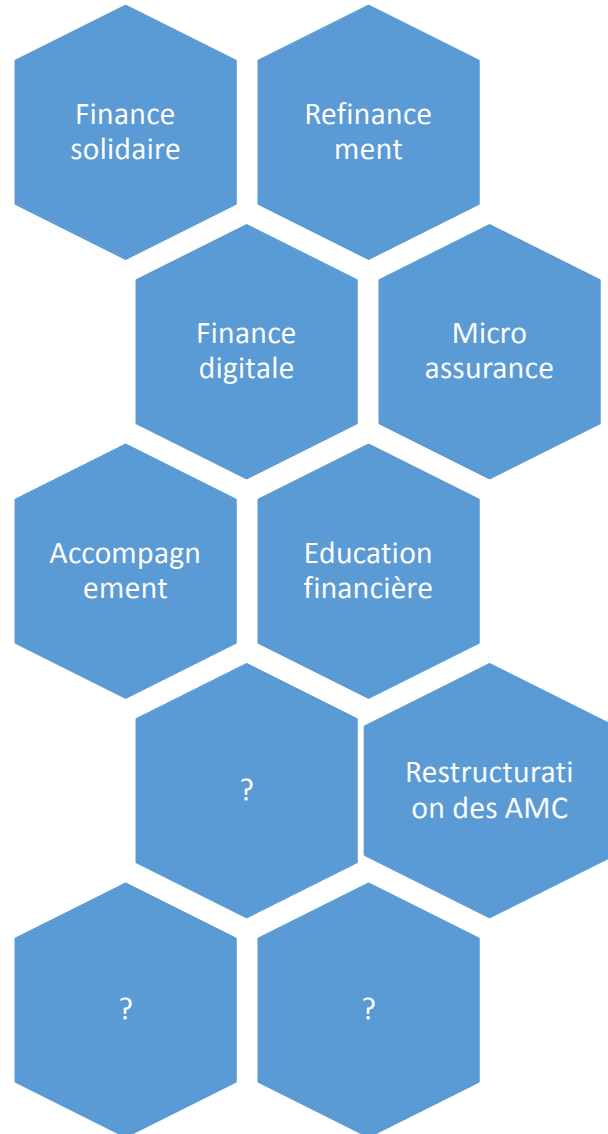 Finance
solidaire
Refinance
ment
Finance
digitale
Micro
assurance
Accompagn
ement
Education
financière
?
Restructurati
on des AMC
?
?